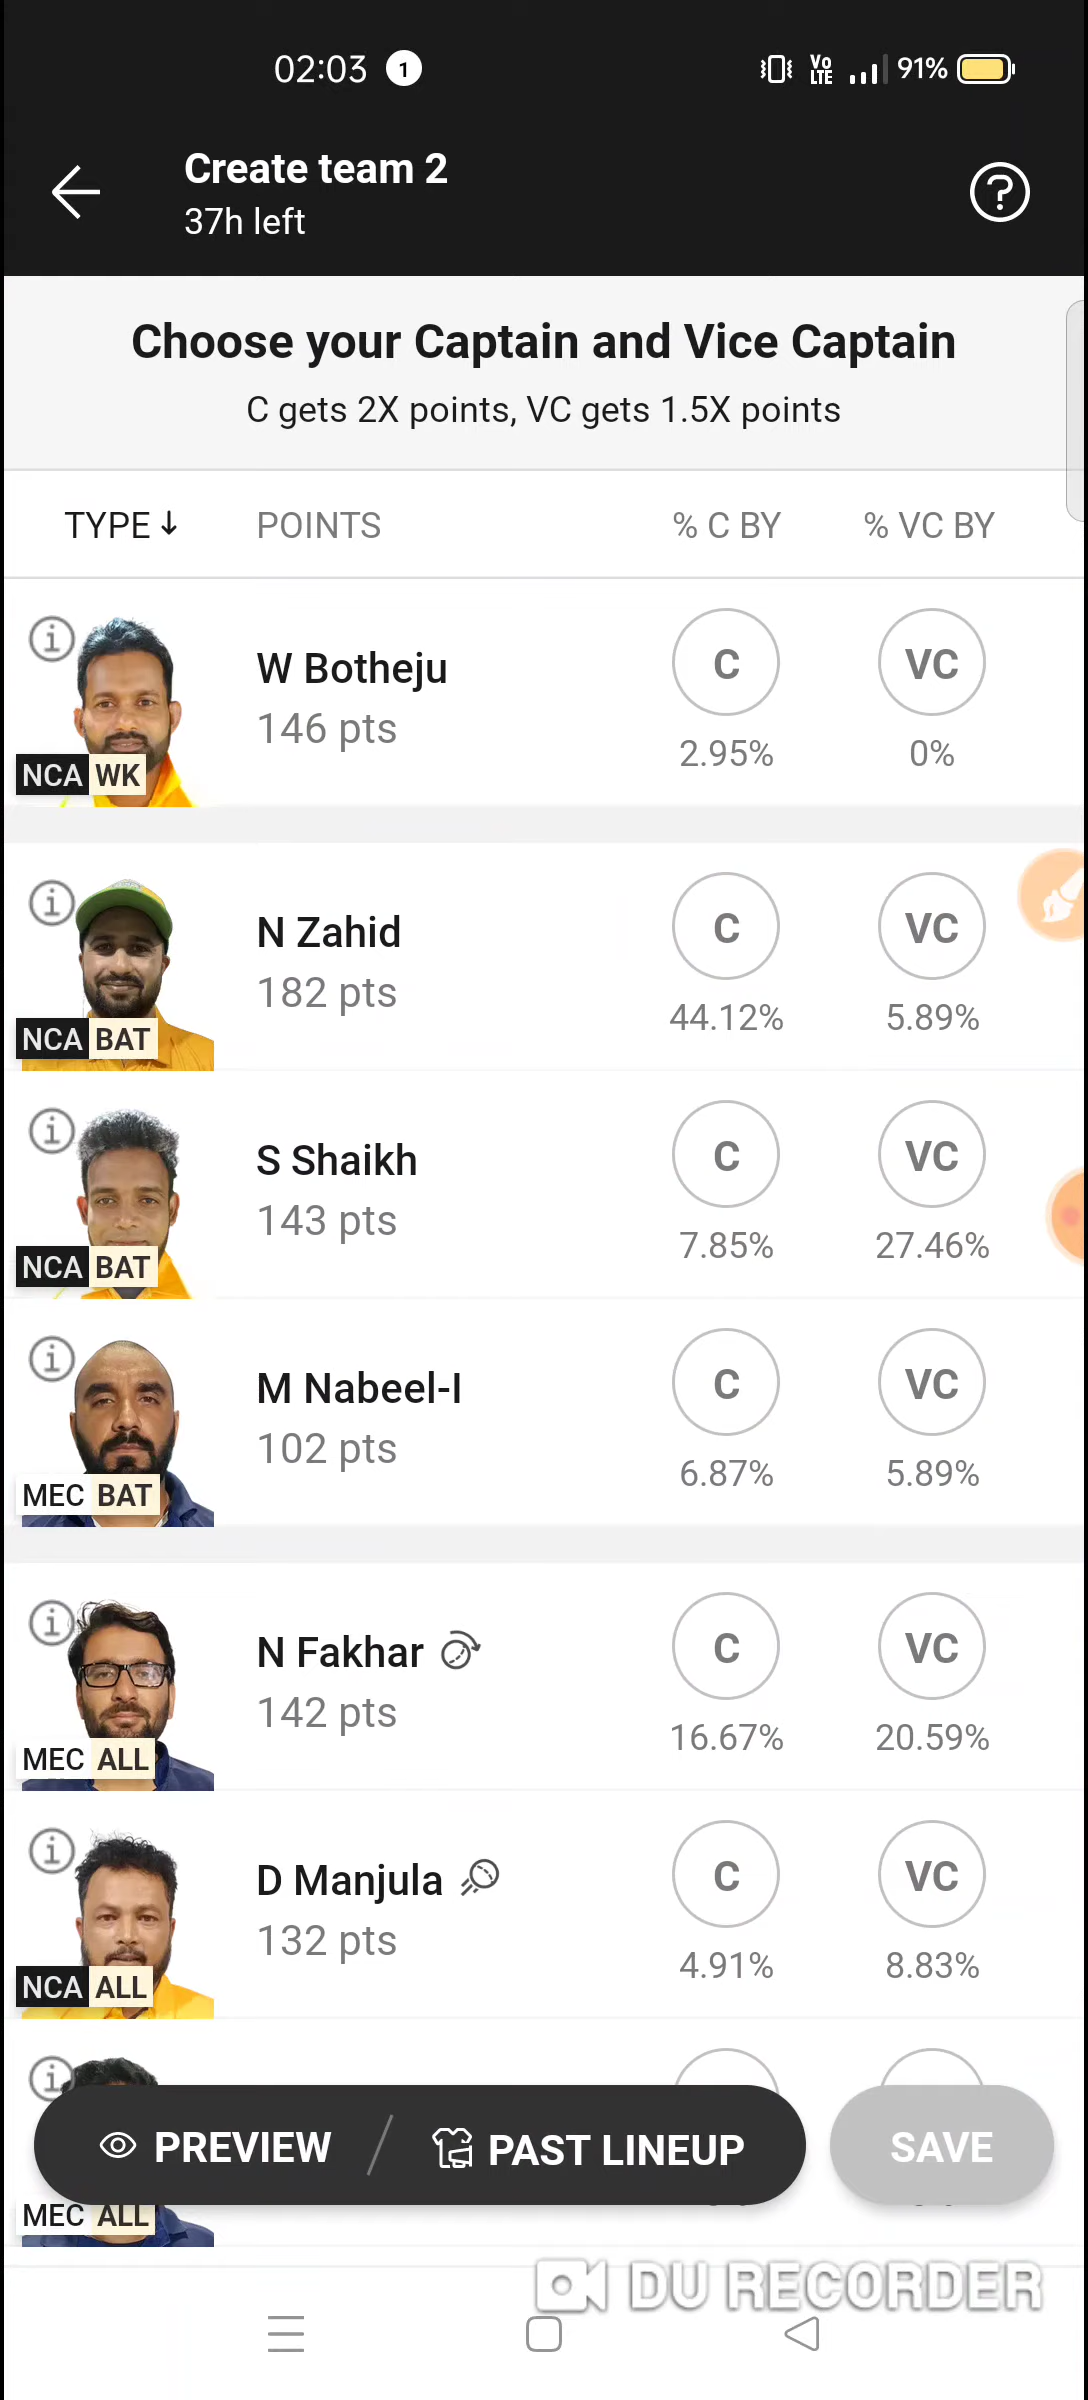 02:03 1 Vo LTE 91%
Create team 2
37h left
Choose your Captain and Vice Captain
C gets 2X points, VC gets 1.5X points
TYPE POINTS % C BY % VC BY
W Botheju C VC
146 pts 2.95% 0%
NCA WK
N Zahid C VC
182 pts 44.12% 5.89%
NCA BAT
S Shaikh C VC
143 pts 7.85% 27.46%
NCA BAT
M Nabeel-I C VC
102 pts 6.87% 5.89%
MEC BAT
N Fakhar C VC
142 pts 16.67% 20.59%
MEC ALL
D Manjula C VC
132 pts 4.91% 8.83%
NCA ALL
PREVIEW PAST LINEUP SAVE
MEC ALL
DU RECORDER